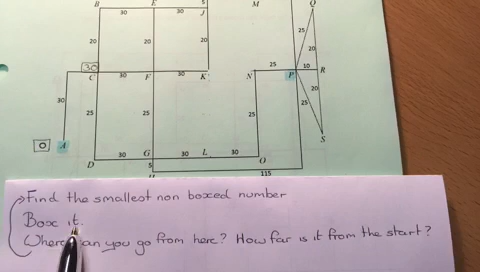 B
30
E
30
5
J
M
Q
20
20
20
25
20
30
C
30
F
30
K
N
25
P
10
R
30
20
25
25
25
S
0
A
D
30
G
30
L
30
O
5
115
Find the smallest non boxed number
Box it.
Where can you go from here? How far is it from the start?